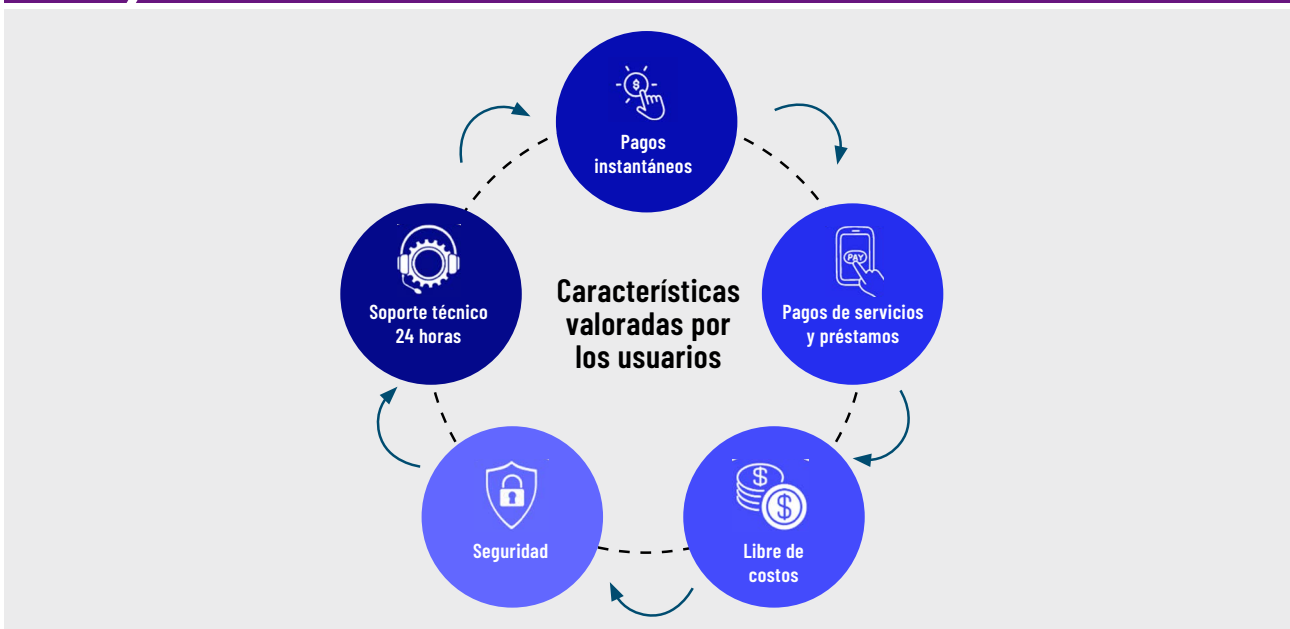 Pagos
instantáneos
Pagos de servicios
y préstamos
Libre de
costos
Seguridad
Soporte técnico
24 horas
Características
valoradas por
los usuarios
$
PAY
$
$